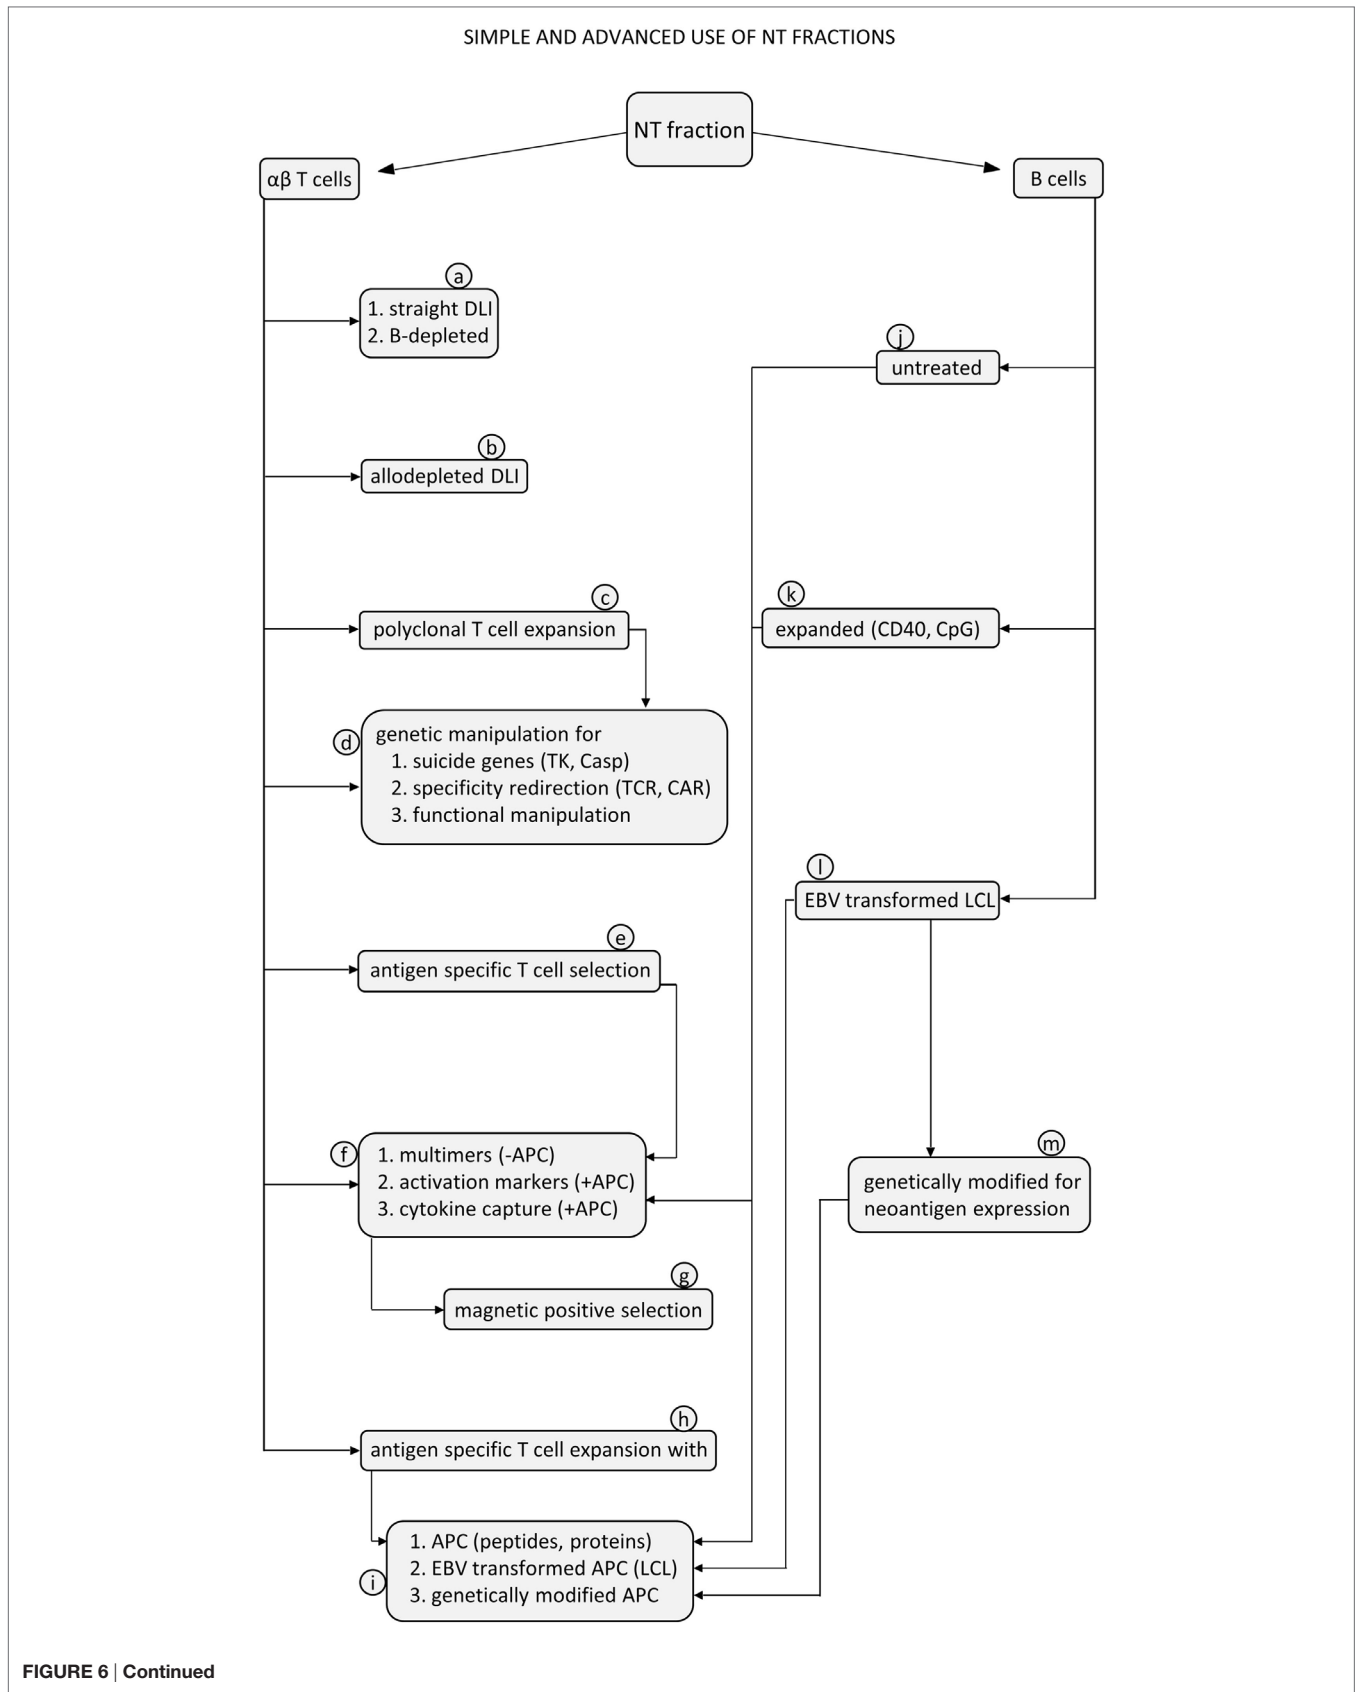 SIMPLE AND ADVANCED USE OF NT FRACTIONS
NT fraction
αβ T cells
B cells
a
1. straight DLI
2. B-depleted
j
untreated
b
allodepleted DLI
c
polyclonal T cell expansion
k
expanded (CD40, CpG)
d
genetic manipulation for
1. suicide genes (TK, Casp)
2. specificity redirection (TCR, CAR)
3. functional manipulation
l
EBV transformed LCL
e
antigen specific T cell selection
f
1. multimers (-APC)
2. activation markers (+APC)
3. cytokine capture (+APC)
m
genetically modified for
neoantigen expression
g
magnetic positive selection
h
antigen specific T cell expansion with
i
1. APC (peptides, proteins)
2. EBV transformed APC (LCL)
3. genetically modified APC
FIGURE 6 | Continued